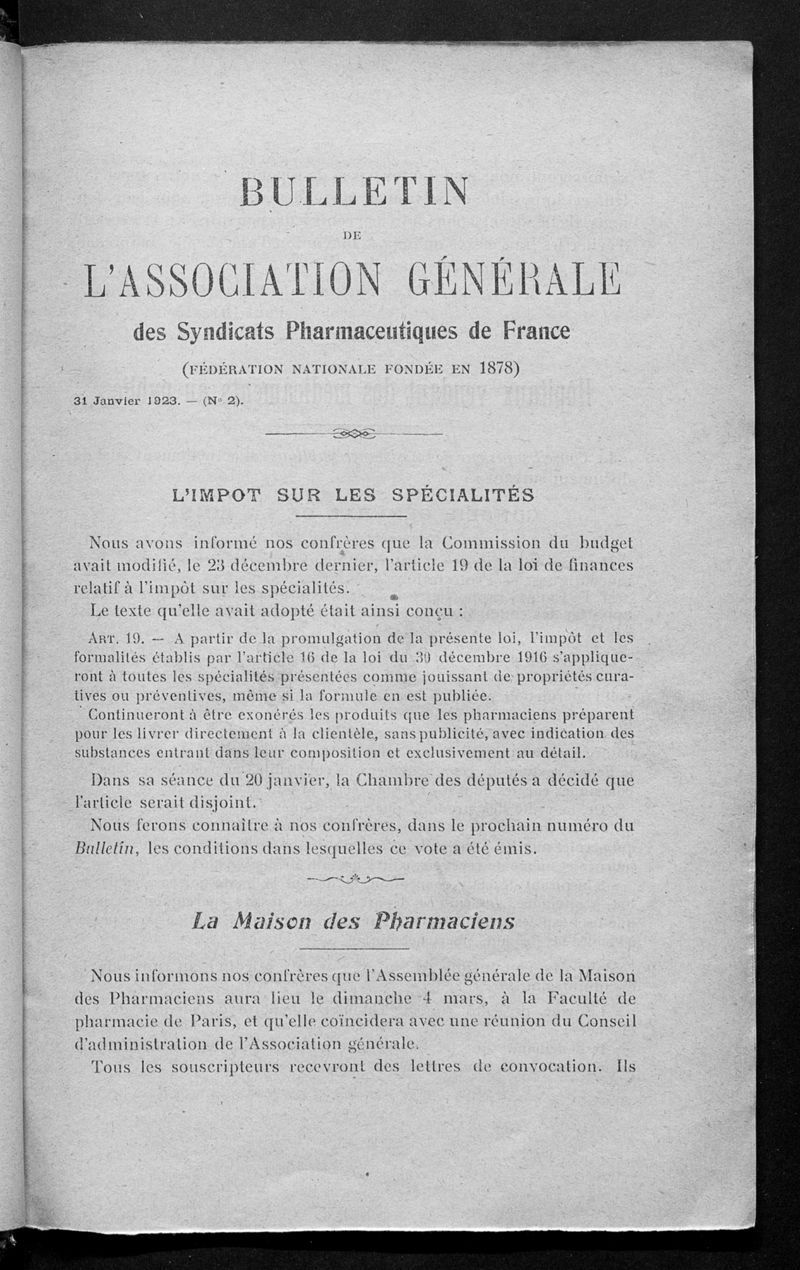 BULLETIN
DE
L'ASSOCIATION GÉNÉRALE
des Syndicats Pharmaceutiques de France
(FÉDÉRATION NATIONALE FONDÉE EN 1878)
31 Janvier 1923. — (N° 2).
L'IMPOT SUR LES SPÉCIALITÉS
Nous avons informé nos confrères que la Commission du budget
avait modifié, le 23 décembre dernier, l'article 19 de la loi de finances
relatif à l'impôt sur les spécialités.
Le texte qu'elle avait adopté était ainsi conçu :
ART. 19. — A partir de la promulgation de la présente loi, l'impôt et les
formalités établis par l'article 16 de la loi du 30 décembre 1916 s'applique-
ront à toutes les spécialités présentées comme jouissant de propriétés cura-
tives ou préventives, même si la formule en est publiée.
Continueront à être exonérés les produits que les pharmaciens préparent
pour les livrer directement à la clientèle, sans publicité, avec indication des
substances entrant dans leur composition et exclusivement au détail.
Dans sa séance du 20 janvier, la Chambre des députés a décidé que
l'article serait disjoint.
Nous ferons connaître à nos confrères, dans le prochain numéro du
Bulletin, les conditions dans lesquelles ce vote a été émis.
La Maison des Pharmaciens
Nous informons nos confrères que l'Assemblée générale de la Maison
des Pharmaciens aura lieu le dimanche 4 mars, à la Faculté de
pharmacie de Paris, et qu'elle coïncidera avec une réunion du Conseil
d'administration de l'Association générale.
Tous les souscripteurs recevront des lettres de convocation. Ils